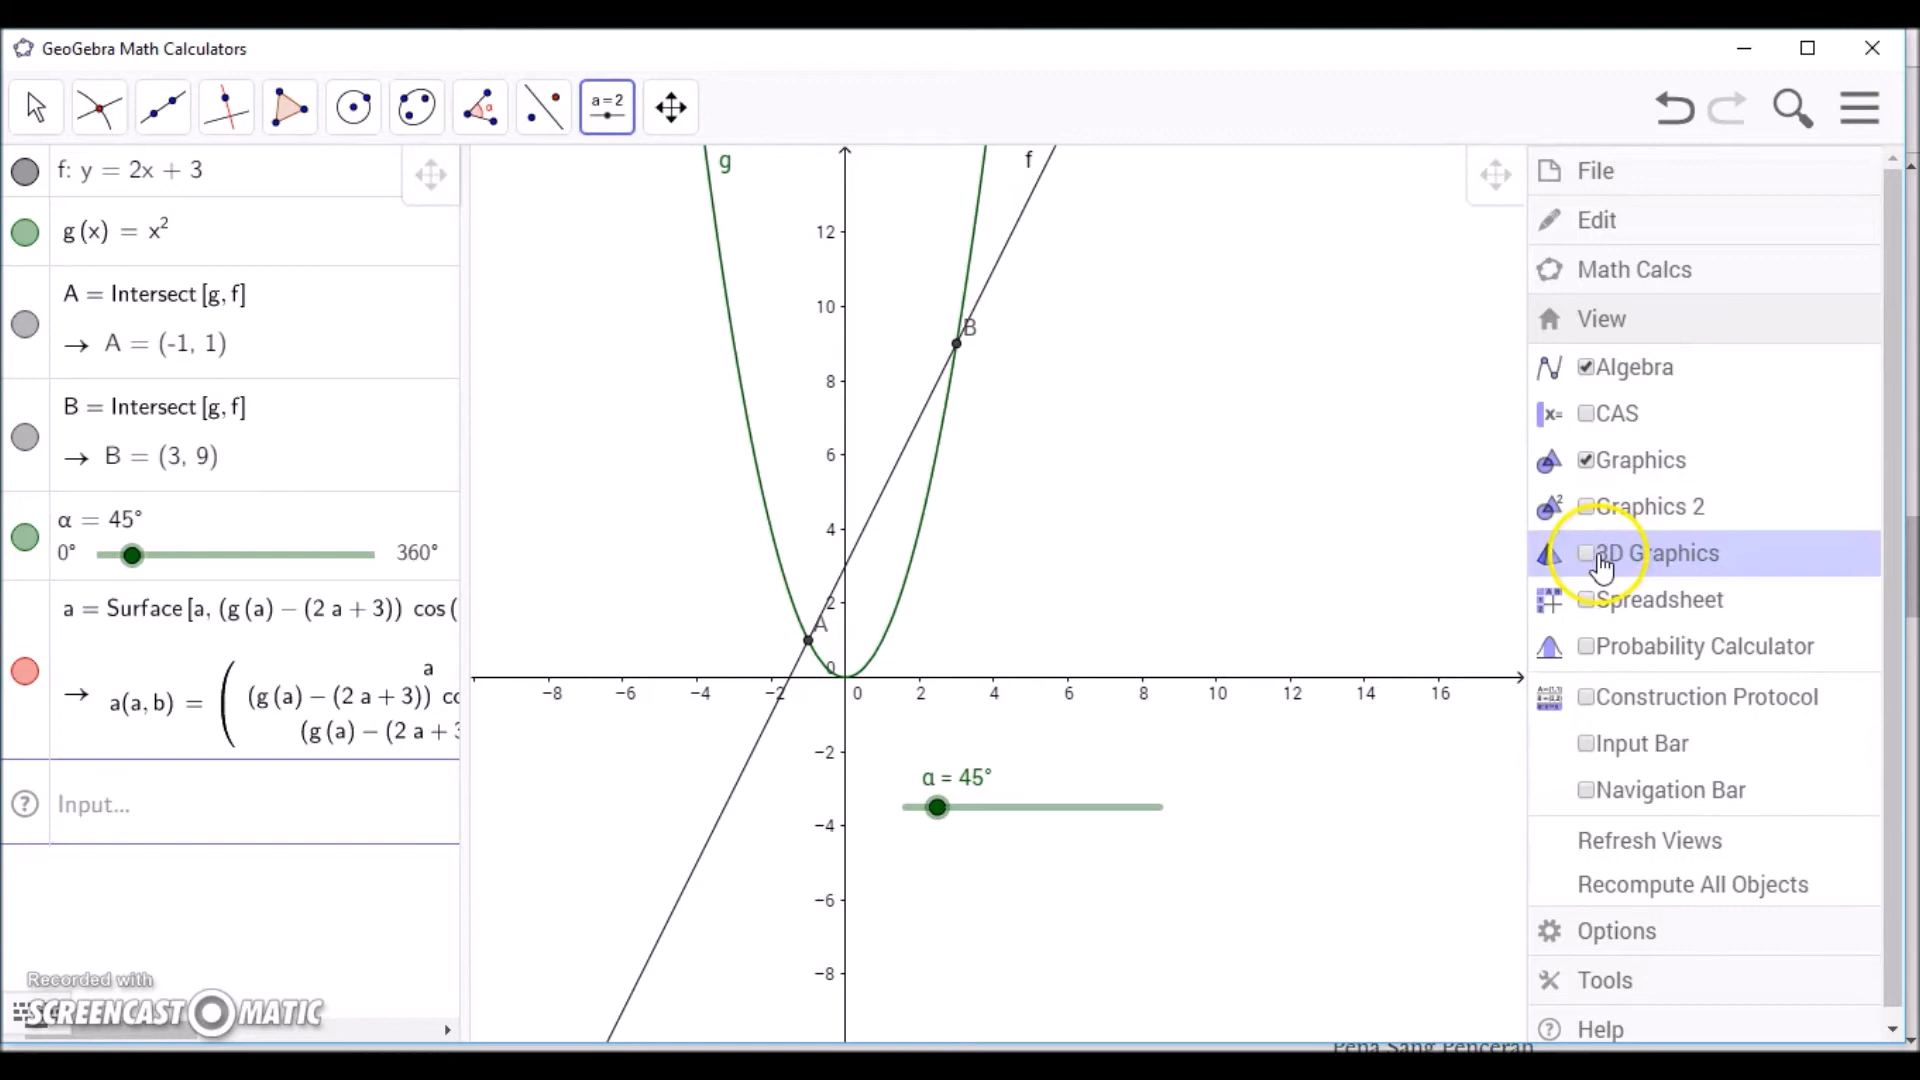 GeoGebra Math Calculators
a=2
f: y = 2x + 3
g(x) = x²
A = Intersect[g, f]
→ A = (-1, 1)
B = Intersect[g, f]
→ B = (3, 9)
α = 45°
0° 360°
a = Surface[a, (g(a) − (2 a + 3)) cos(
a
→ a(a, b) = (g(a) − (2 a + 3)) co
(g(a) − (2 a + 3
Input...
Recorded with
SCREENCAST MATIC
g
f
12
10
8
6
4
2
0
−2
−4
−6
−8
B
A
−8 −6 −4 −2 0 2 4 6 8 10 12 14 16
α = 45°
File
Edit
Math Calcs
View
Algebra
CAS
Graphics
Graphics 2
3D Graphics
Spreadsheet
Probability Calculator
Construction Protocol
Input Bar
Navigation Bar
Refresh Views
Recompute All Objects
Options
Tools
Help